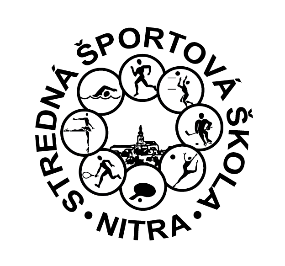 STREDNÁ ŠPORTOVÁ ŠKOLA
• NITRA •